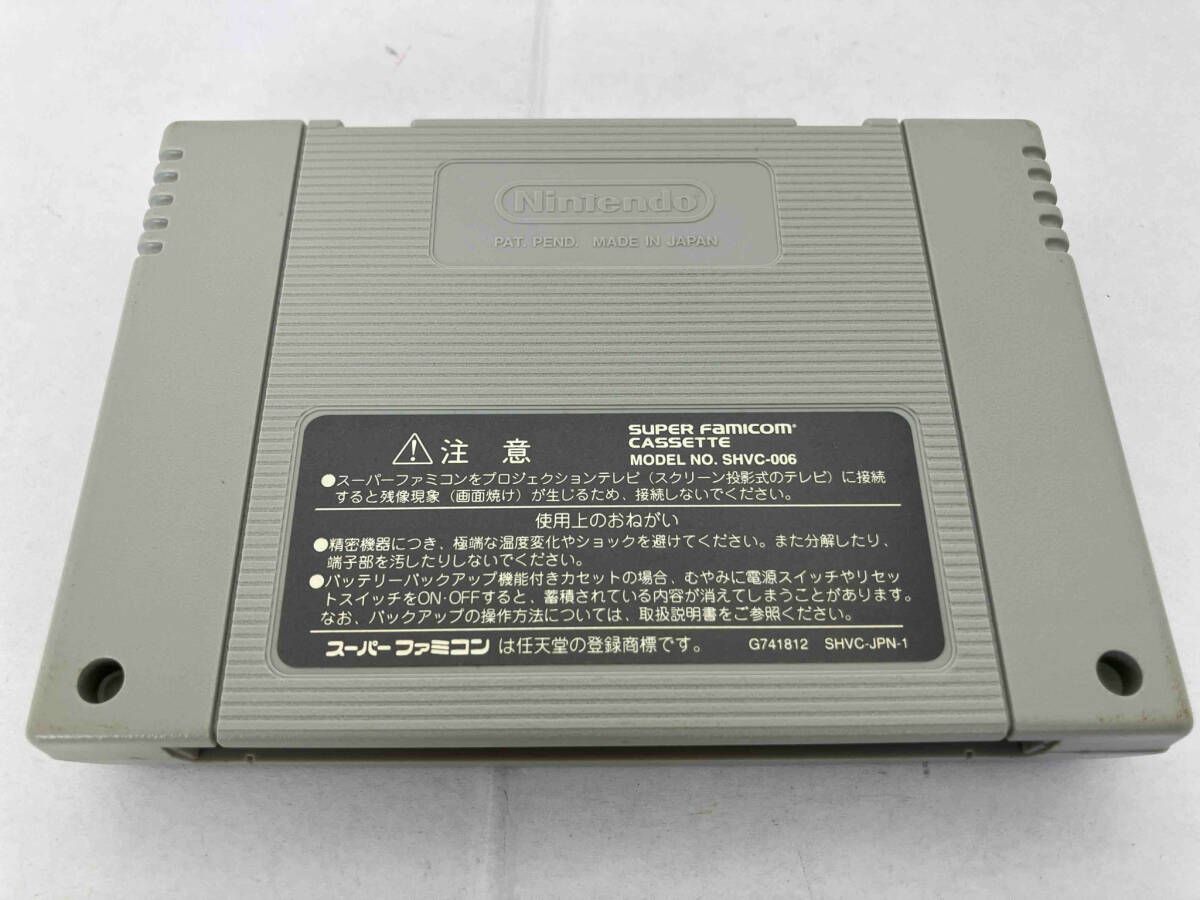 Nintendo
PAT. PEND. MADE IN JAPAN
注意
SUPER FAMICOM
CASSETTE
MODEL NO. SHVC-006
●スーパーファミコンをプロジェクションテレビ（スクリーン投影式のテレビ）に接続
すると残像現象（画面焼け）が生じるため、接続しないでください。
使用上のおねがい
●精密機器につき、極端な温度変化やショックを避けてください。また分解したり、
端子部を汚したりしないでください。
●バッテリーバックアップ機能付きカセットの場合、むやみに電源スイッチやリセッ
トスイッチをON・OFFすると、蓄積されている内容が消えてしまうことがあります。
なお、バックアップの操作方法については、取扱説明書をご参照ください。
スーパーファミコンは任天堂の登録商標です。 G741812 SHVC-JPN-1